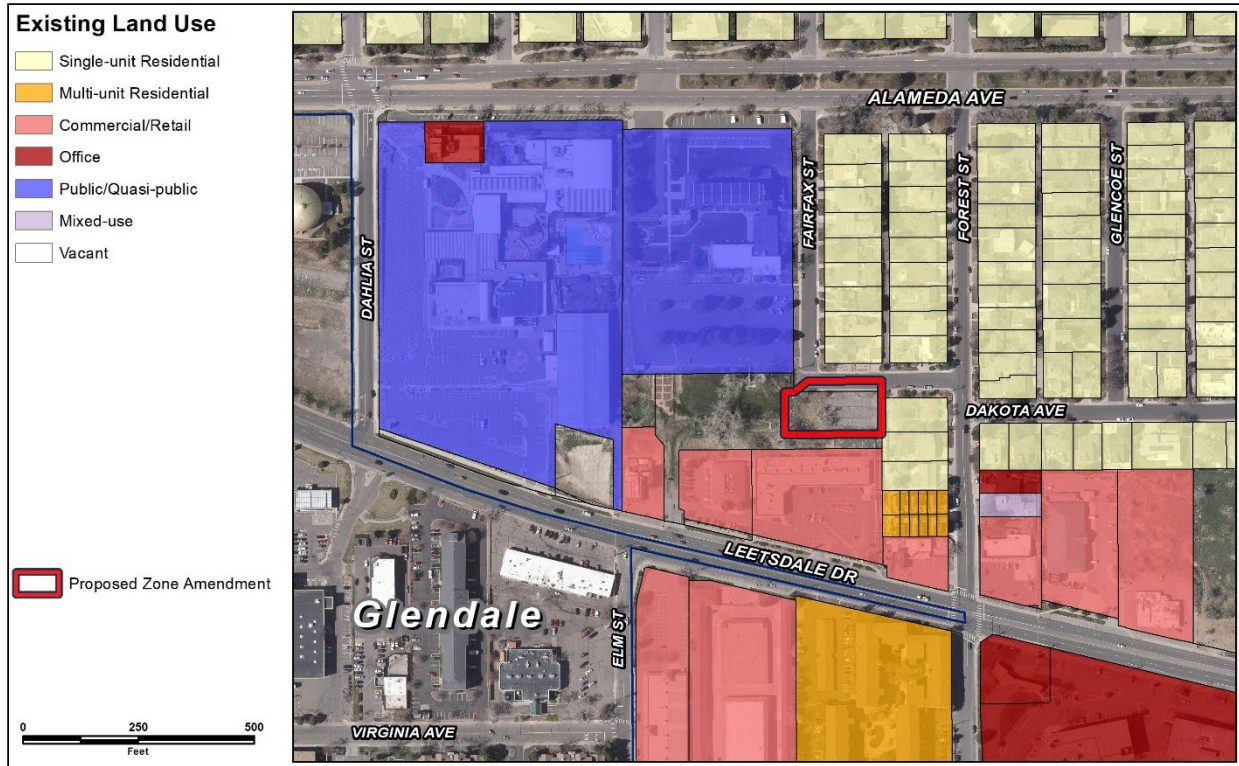 Existing Land Use
Single-unit Residential
Multi-unit Residential
Commercial/Retail
Office
Public/Quasi-public
Mixed-use
Vacant
Proposed Zone Amendment
0 250 500
Feet
ALAMEDA AVE
DAHLIA ST
FAIRFAX ST
FOREST ST
GLENCOE ST
DAKOTA AVE
LEETSDALE DR
Glendale
ELM ST
VIRGINIA AVE